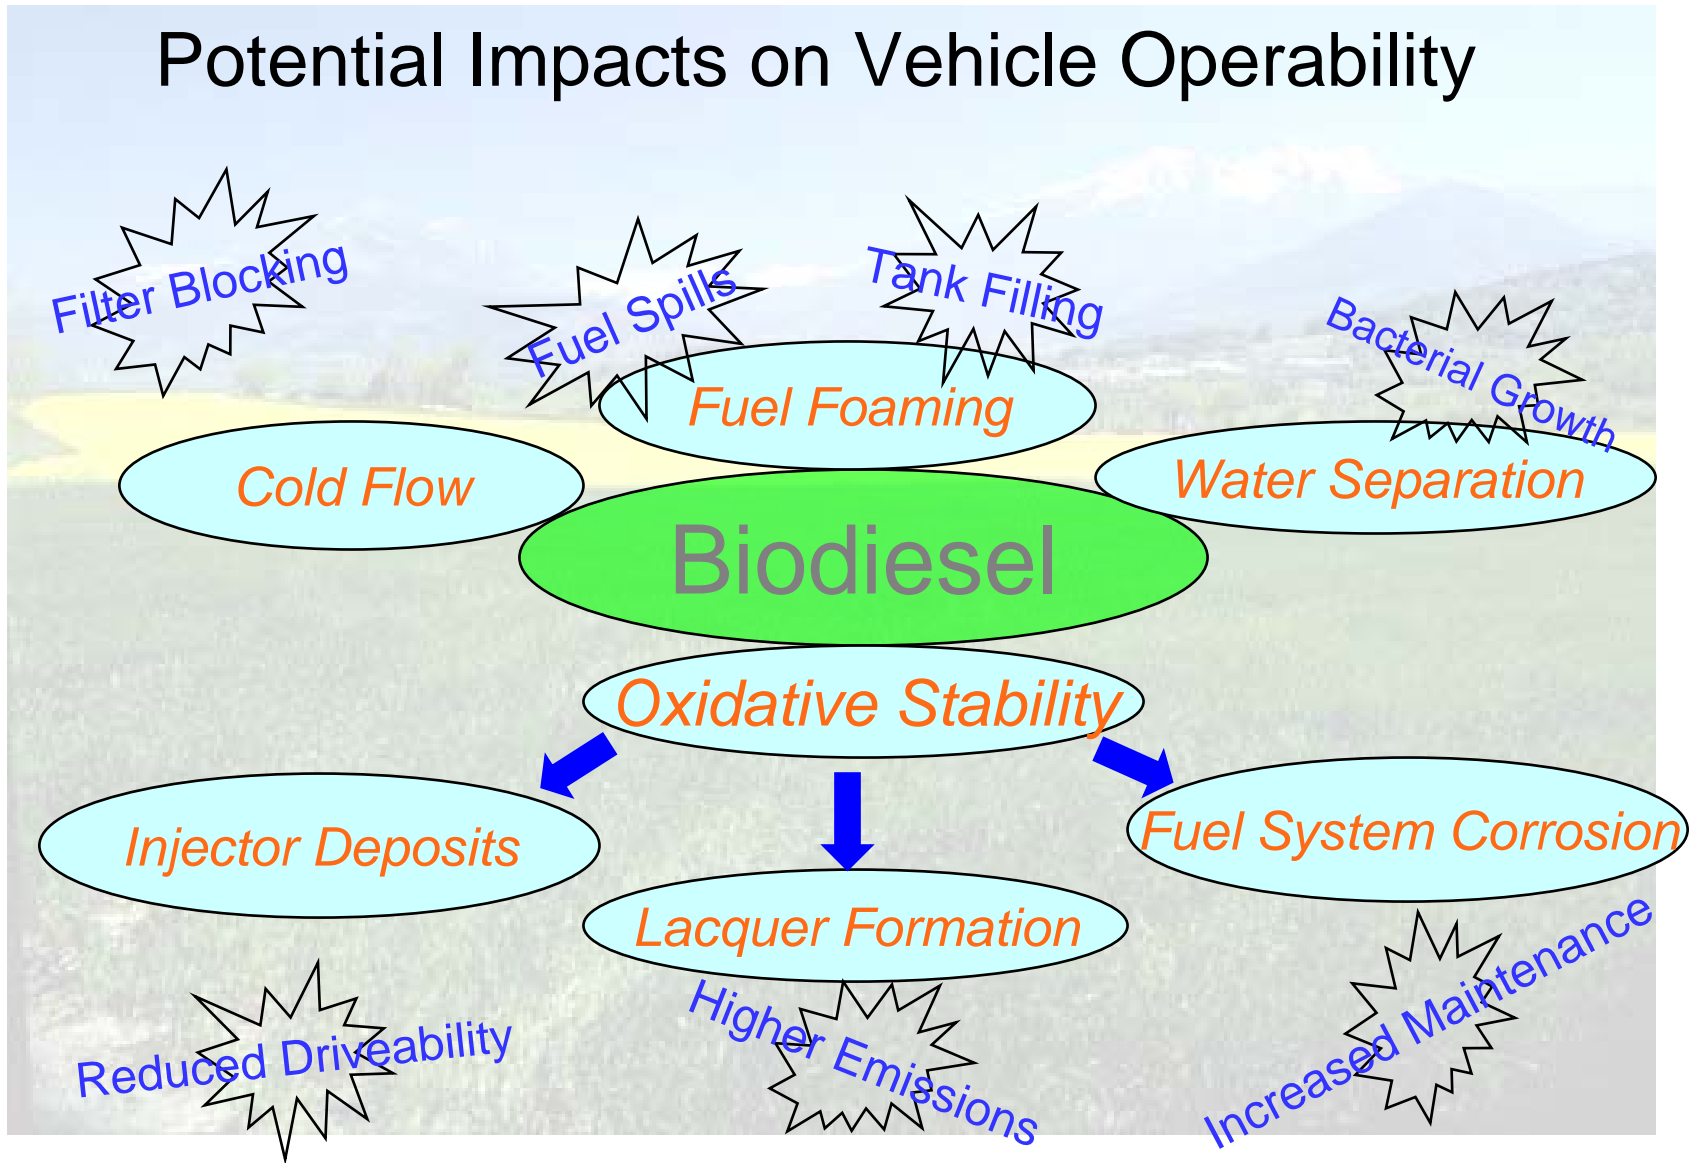 Potential Impacts on Vehicle Operability
Filter Blocking
Fuel Spills
Tank Filling
Bacterial Growth
Fuel Foaming
Cold Flow
Water Separation
Biodiesel
Oxidative Stability
Injector Deposits
Fuel System Corrosion
Lacquer Formation
Reduced Driveability
Higher Emissions
Increased Maintenance